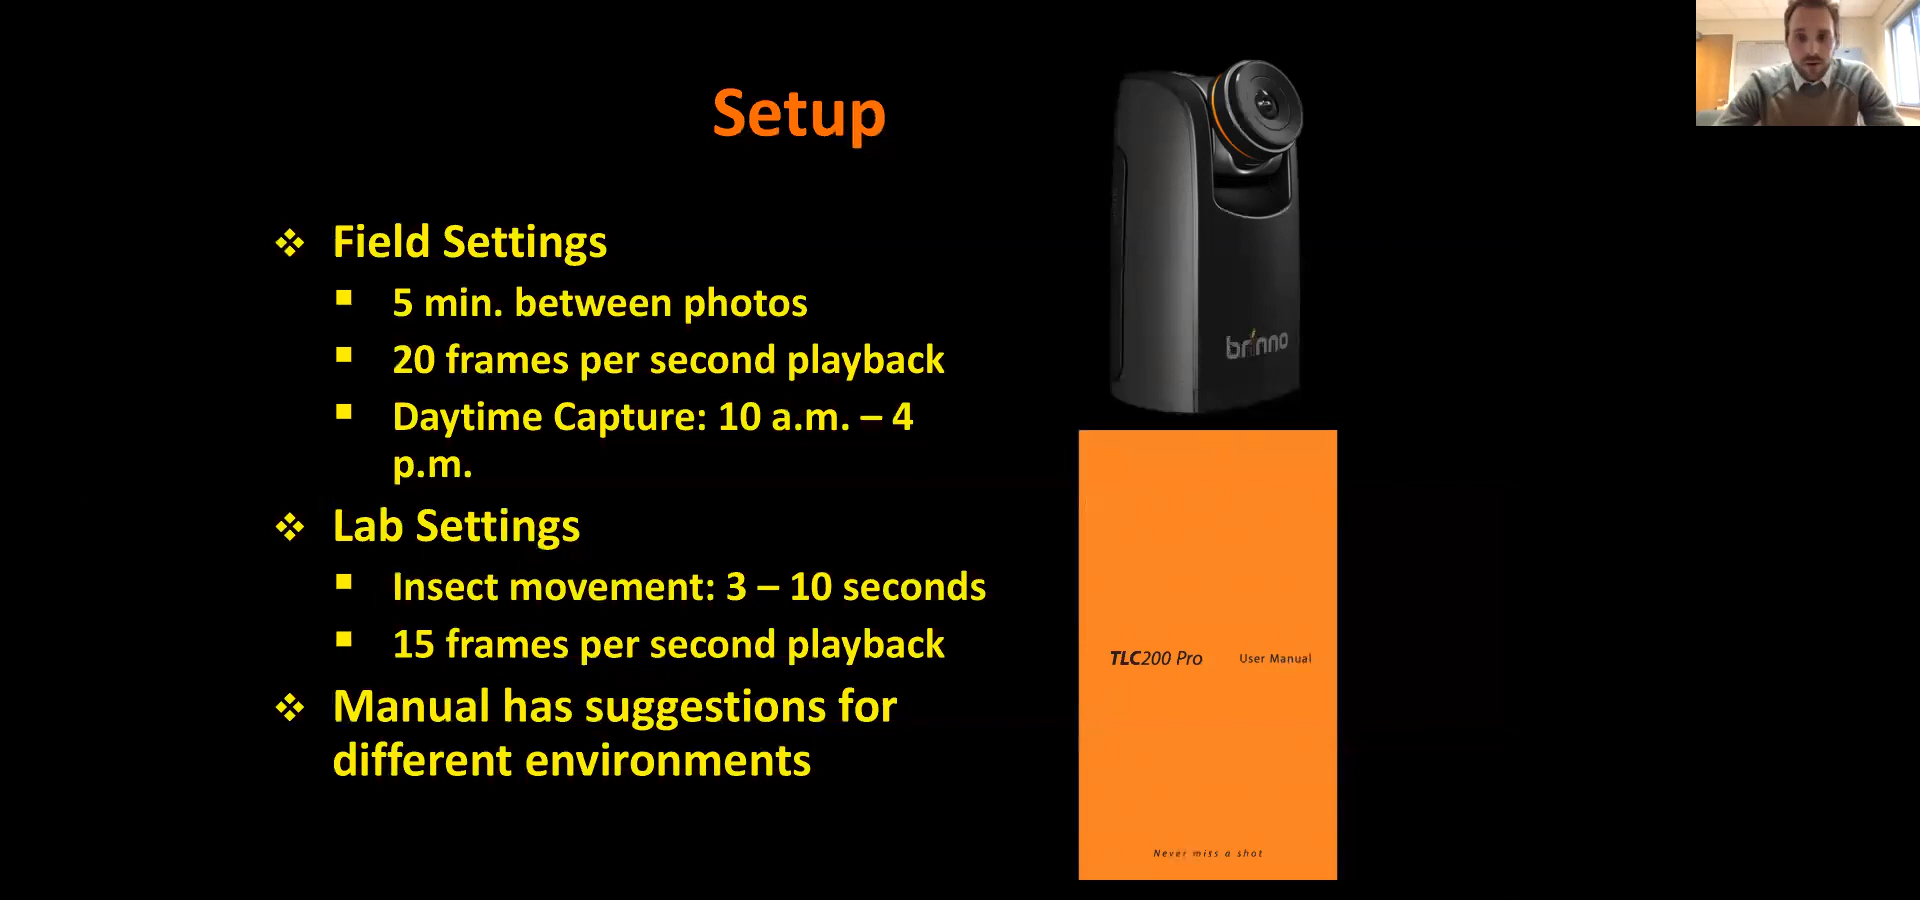 Setup
Field Settings
5 min. between photos
20 frames per second playback
Daytime Capture: 10 a.m. – 4
p.m.
Lab Settings
Insect movement: 3 – 10 seconds
15 frames per second playback
Manual has suggestions for
different environments
brinno
TLC200 Pro User Manual
Never miss a shot